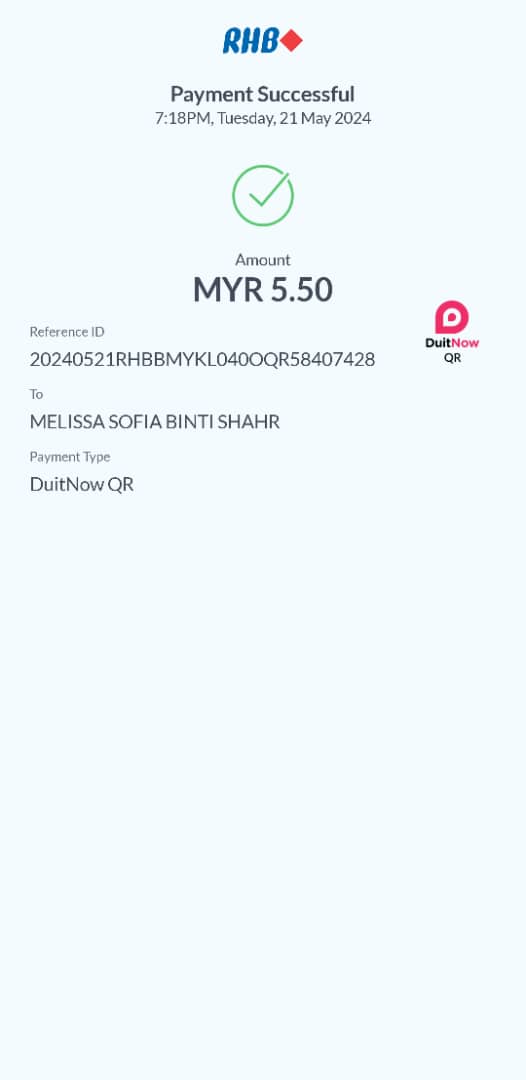 RHB
Payment Successful
7:18PM, Tuesday, 21 May 2024
Amount
MYR 5.50
Reference ID
20240521RHBBMYKL040OQR58407428
DuitNow
QR
To
MELISSA SOFIA BINTI SHAHR
Payment Type
DuitNow QR